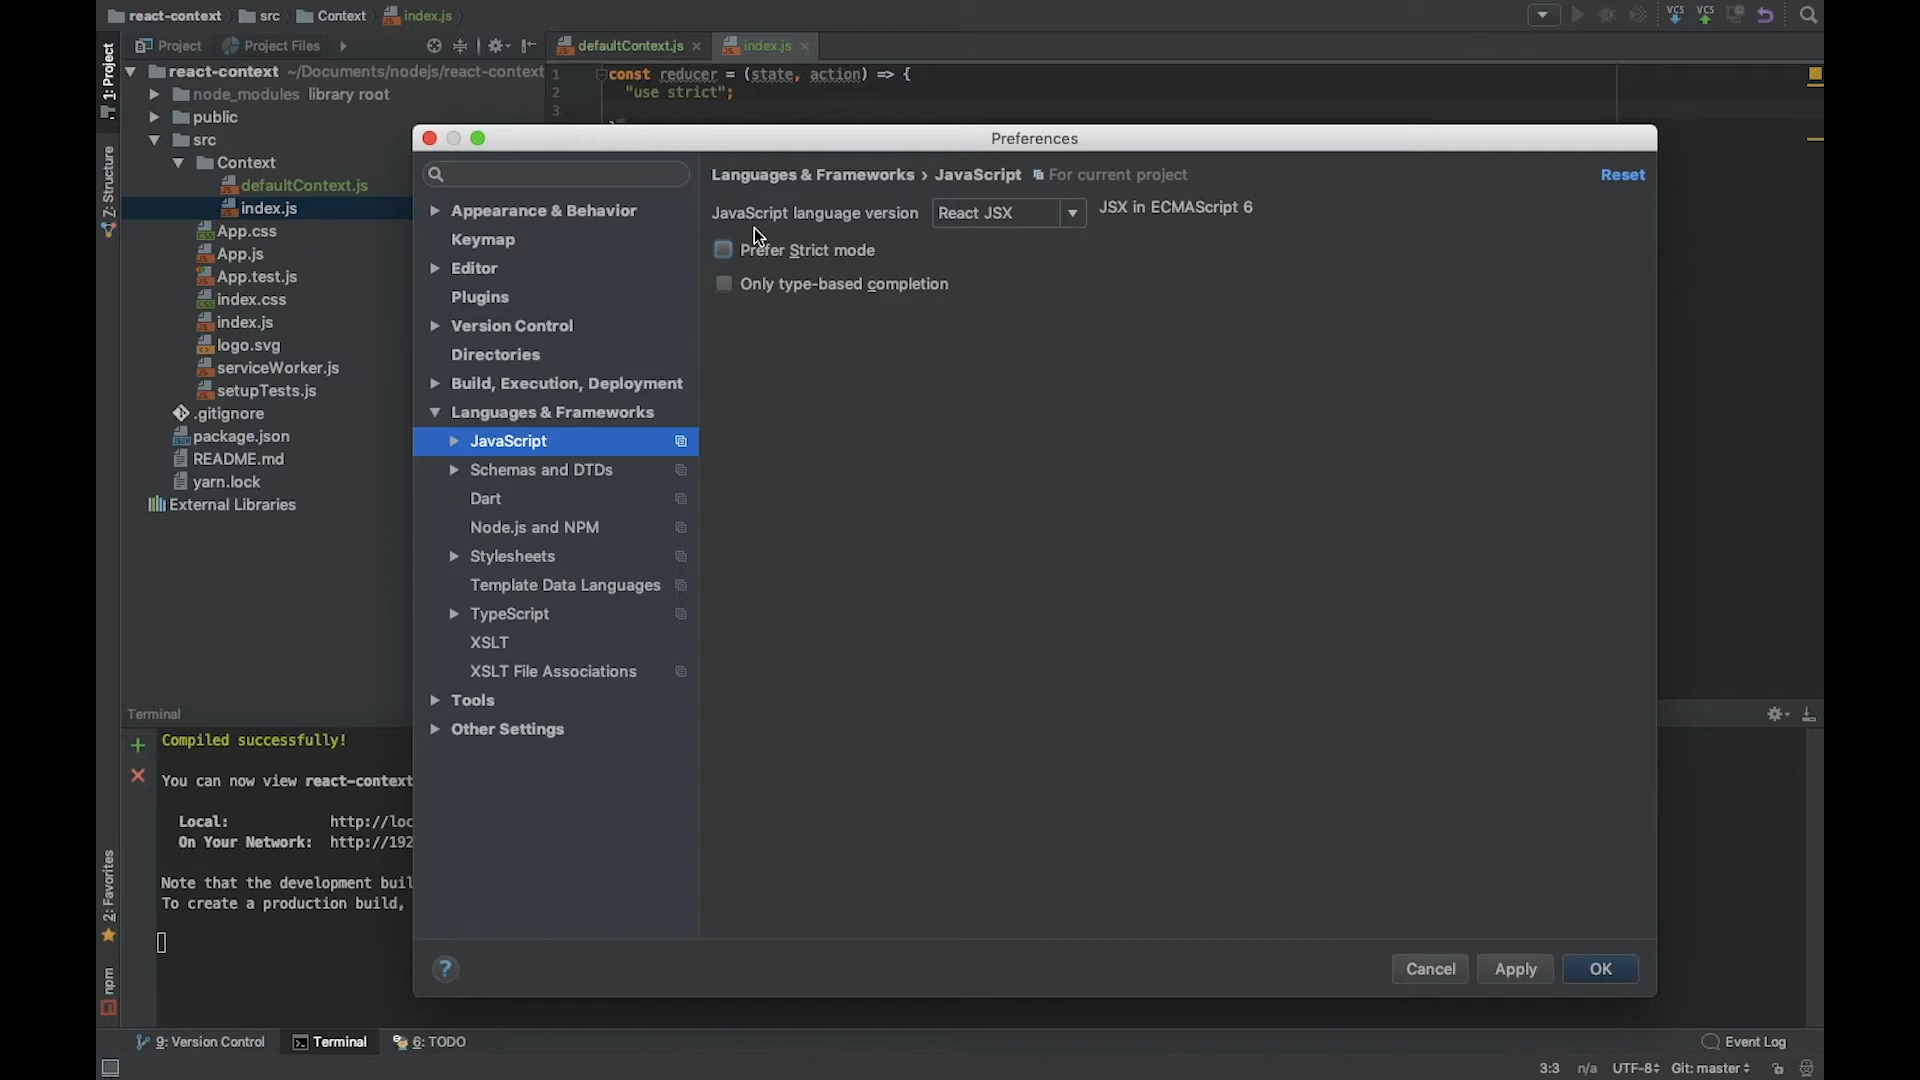 react-context src Context index.js
VCS VCS
1: Project
Project Project Files
defaultContext.js index.js
react-context ~/Documents/nodejs/react-context
node_modules library root
public
src
Context
defaultContext.js
index.js
App.css
App.js
App.test.js
index.css
index.js
logo.svg
serviceWorker.js
setupTests.js
.gitignore
package.json
README.md
yarn.lock
External Libraries
Z: Structure
1 const reducer = (state, action) => {
2 "use strict";
3
Preferences
Appearance & Behavior
Keymap
Editor
Plugins
Version Control
Directories
Build, Execution, Deployment
Languages & Frameworks
JavaScript
Schemas and DTDs
Dart
Node.js and NPM
Stylesheets
Template Data Languages
TypeScript
XSLT
XSLT File Associations
Tools
Other Settings
Languages & Frameworks › JavaScript For current project Reset
JavaScript language version React JSX JSX in ECMAScript 6
Prefer Strict mode
Only type-based completion
? Cancel Apply OK
Terminal
Compiled successfully!
You can now view react-context
Local: http://loc
On Your Network: http://192
Note that the development buil
To create a production build,
2: Favorites
npm
9: Version Control Terminal 6: TODO Event Log
3:3 n/a UTF-8 Git: master